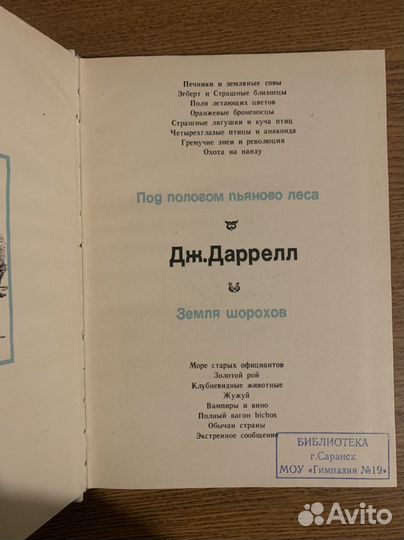 Печники и земляные совы
Эгберт и Страшные близнецы
Поля летающих цветов
Оранжевые броненосцы
Страшные лягушки и куча птиц
Четырехглазые птицы и анаконда
Гремучие змеи и революция
Охота на нанду
Под пологом пьяного леса
Дж.Даррелл
Земля шорохов
Море старых официантов
Золотой рой
Клубневидные животные
Жужуй
Вампиры и вино
Полный вагон bichos
Обычаи страны
Экстренное сообщение
БИБЛИОТЕКА
г.Саранск
МОУ «Гимназия №19»
Avito